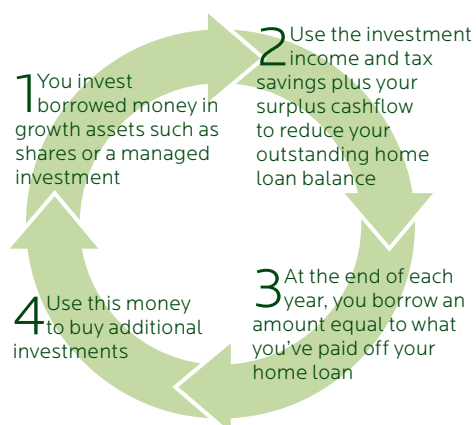 1 You invest
borrowed money in
growth assets such as
shares or a managed
investment
2 Use the investment
income and tax
savings plus your
surplus cashflow
to reduce your
outstanding home
loan balance
3 At the end of each
year, you borrow an
amount equal to what
you've paid off your
home loan
4 Use this money
to buy additional
investments